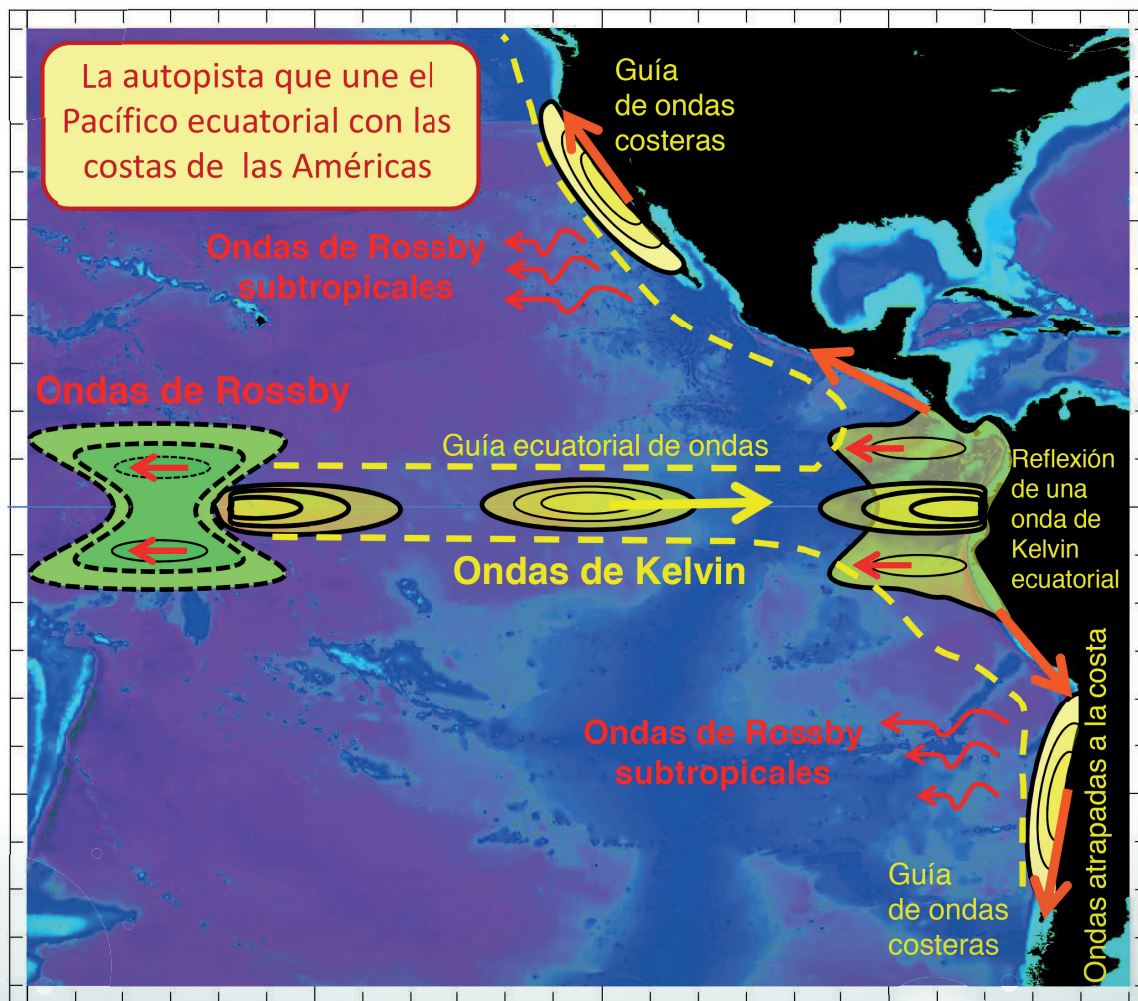 La autopista que une el
Pacífico ecuatorial con las
costas de las Américas
Guía
de ondas
costeras
Ondas de Rossby
subtropicales
Ondas de Rossby
Guía ecuatorial de ondas
Reflexión
de una
onda de
Kelvin
ecuatorial
Ondas de Kelvin
Ondas de Rossby
subtropicales
Guía
de ondas
costeras
Ondas atrapadas a la costa